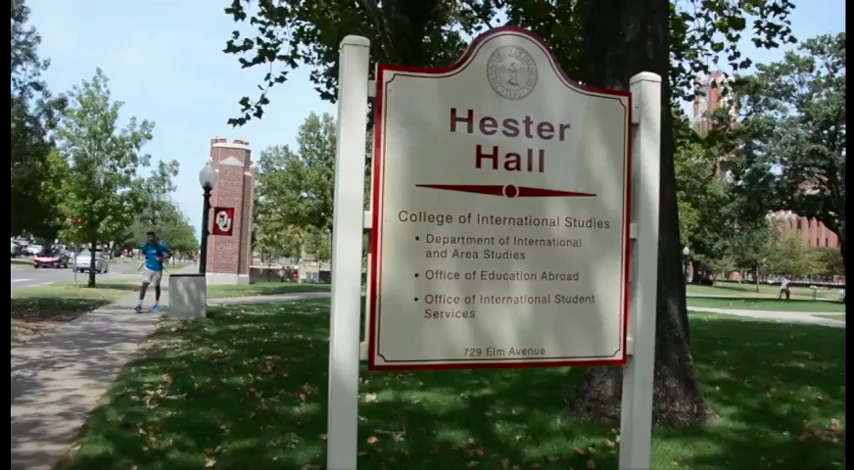 Hester
Hall
College of International Studies
• Department of International
and Area Studies
• Office of Education Abroad
• Office of International Student
Services
729 Elm Avenue
OU